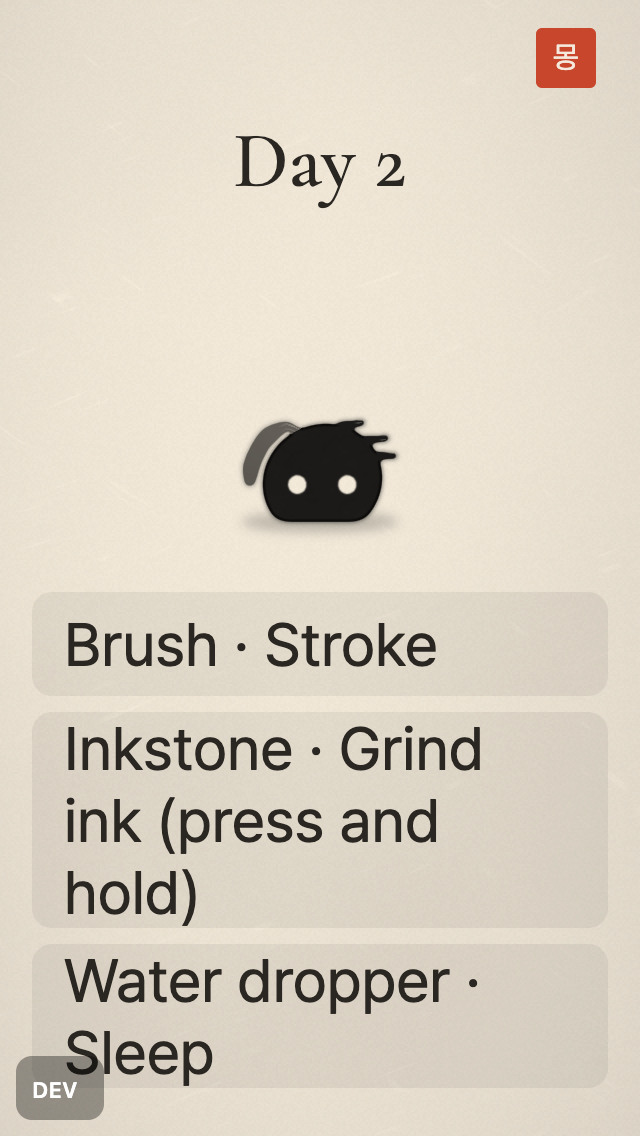 몽
Day 2
Brush · Stroke
Inkstone · Grind
ink (press and
hold)
Water dropper ·
Sleep
DEV